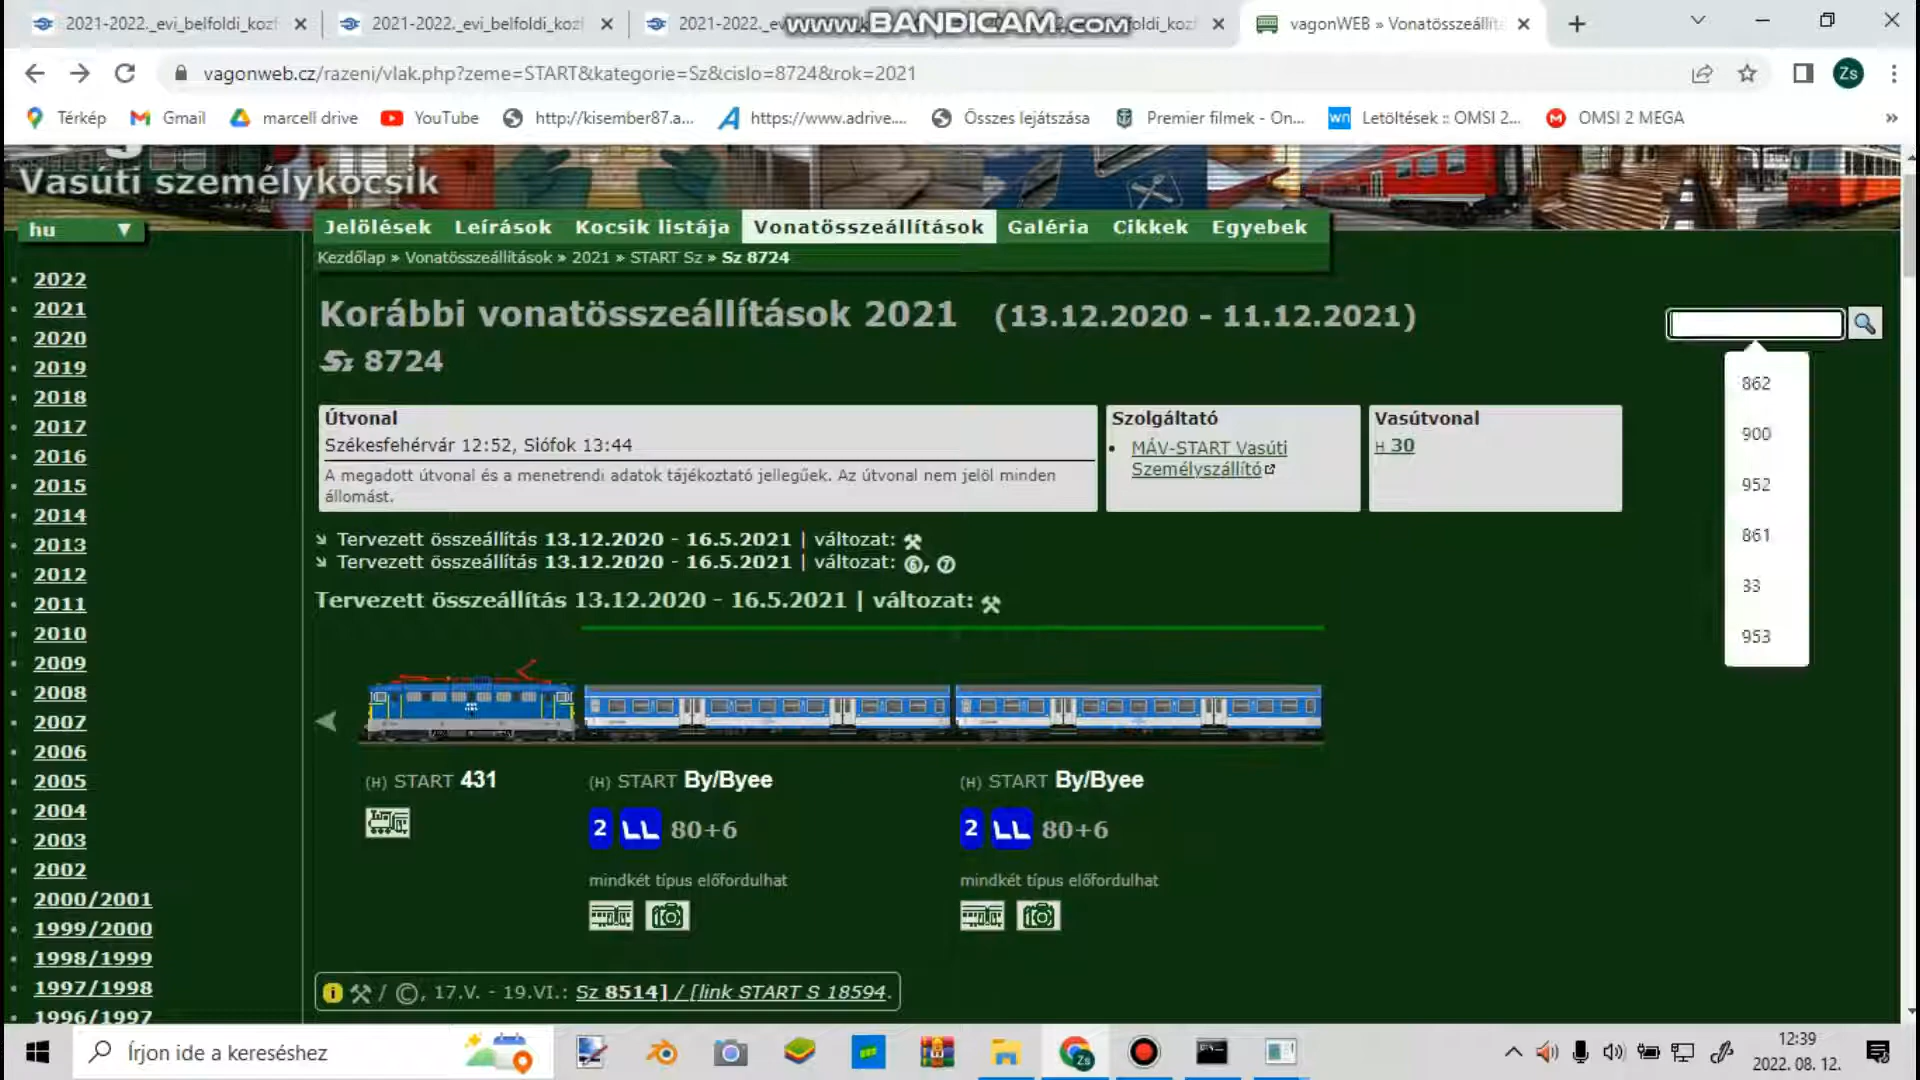 2021-2022._evi_belfoldi_kozl
2021-2022._evi_belfoldi_kozl
2021-2022._ev
www.BANDICAM.com
foldi_kozl
vagonWEB » Vonatösszeállít
vagonweb.cz/razeni/vlak.php?zeme=START&kategorie=Sz&cislo=8724&rok=2021
Zs
Térkép
Gmail
marcell drive
YouTube
http://kisember87.a...
https://www.adrive....
Összes lejátszása
Premier filmek - On...
wn
Letöltések :: OMSI 2...
OMSI 2 MEGA
»
Vasúti személykocsik
hu ▼
Jelölések Leírások Kocsik listája Vonatösszeállítások Galéria Cikkek Egyebek
Kezdőlap » Vonatösszeállítások » 2021 » START Sz » Sz 8724
2022
2021
2020
2019
2018
2017
2016
2015
2014
2013
2012
2011
2010
2009
2008
2007
2006
2005
2004
2003
2002
2000/2001
1999/2000
1998/1999
1997/1998
1996/1997
Korábbi vonatösszeállítások 2021 (13.12.2020 - 11.12.2021)
Sz 8724
Útvonal
Székesfehérvár 12:52, Siófok 13:44
A megadott útvonal és a menetrendi adatok tájékoztató jellegűek. Az útvonal nem jelöl minden
állomást.
Szolgáltató
MÁV-START Vasúti
Személyszállító
Vasútvonal
H 30
862
900
952
861
33
953
Tervezett összeállítás 13.12.2020 - 16.5.2021 | változat: ⚒
Tervezett összeállítás 13.12.2020 - 16.5.2021 | változat: ⑥, ⑦
Tervezett összeállítás 13.12.2020 - 16.5.2021 | változat: ⚒
(H) START 431
(H) START By/Byee
(H) START By/Byee
2 LL 80+6
2 LL 80+6
mindkét típus előfordulhat
mindkét típus előfordulhat
i ⚒ / ©, 17.V. - 19.VI.: Sz 8514] / [link START S 18594.
Írjon ide a kereséshez
Zs
12:39
2022. 08. 12.